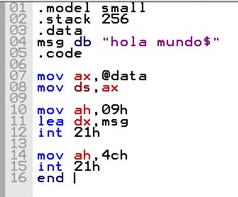 01 .model small
02 .stack 256
03 .data
04 msg db "hola mundo$"
05 .code
06
07 mov ax,@data
08 mov ds,ax
09
10 mov ah,09h
11 lea dx,msg
12 int 21h
13
14 mov ah,4ch
15 int 21h
16 end